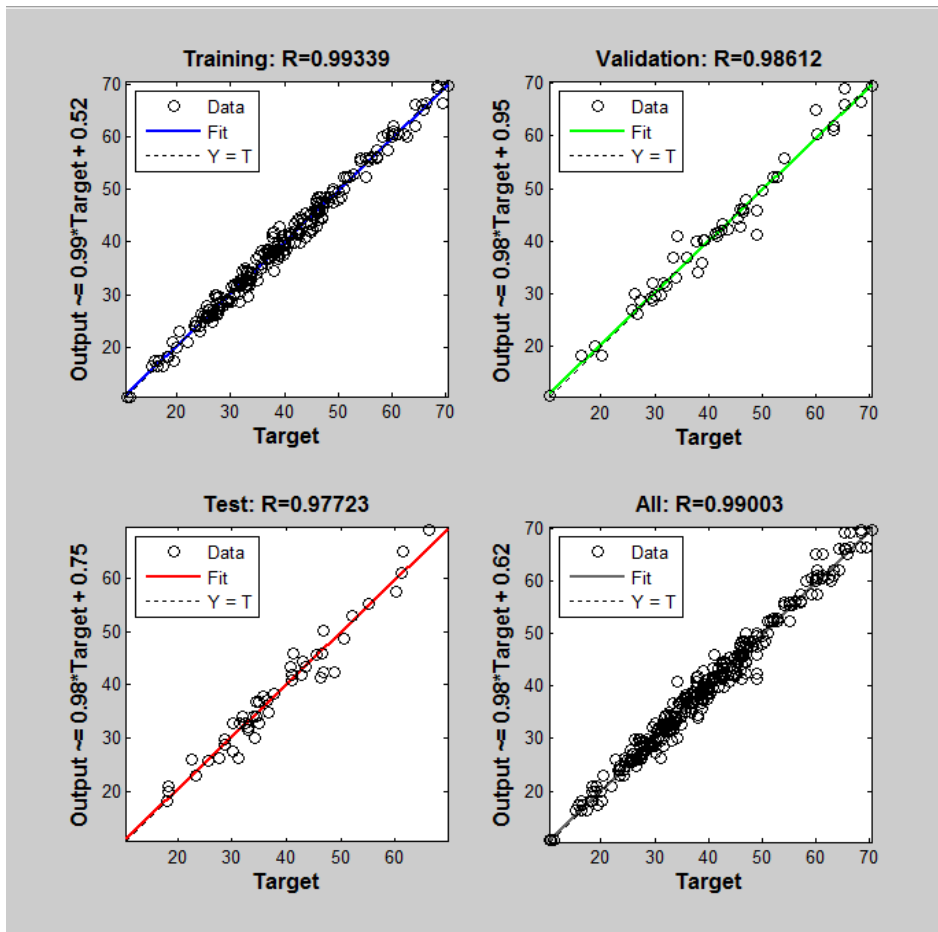 Training: R=0.99339
Output ~= 0.99*Target + 0.52
70
60
50
40
30
20
Data
Fit
Y = T
20 30 40 50 60 70
Target
Validation: R=0.98612
Output ~= 0.98*Target + 0.95
70
60
50
40
30
20
Data
Fit
Y = T
20 30 40 50 60 70
Target
Test: R=0.97723
Output ~= 0.98*Target + 0.75
60
50
40
30
20
Data
Fit
Y = T
20 30 40 50 60
Target
All: R=0.99003
Output ~= 0.98*Target + 0.62
70
60
50
40
30
20
Data
Fit
Y = T
20 30 40 50 60 70
Target